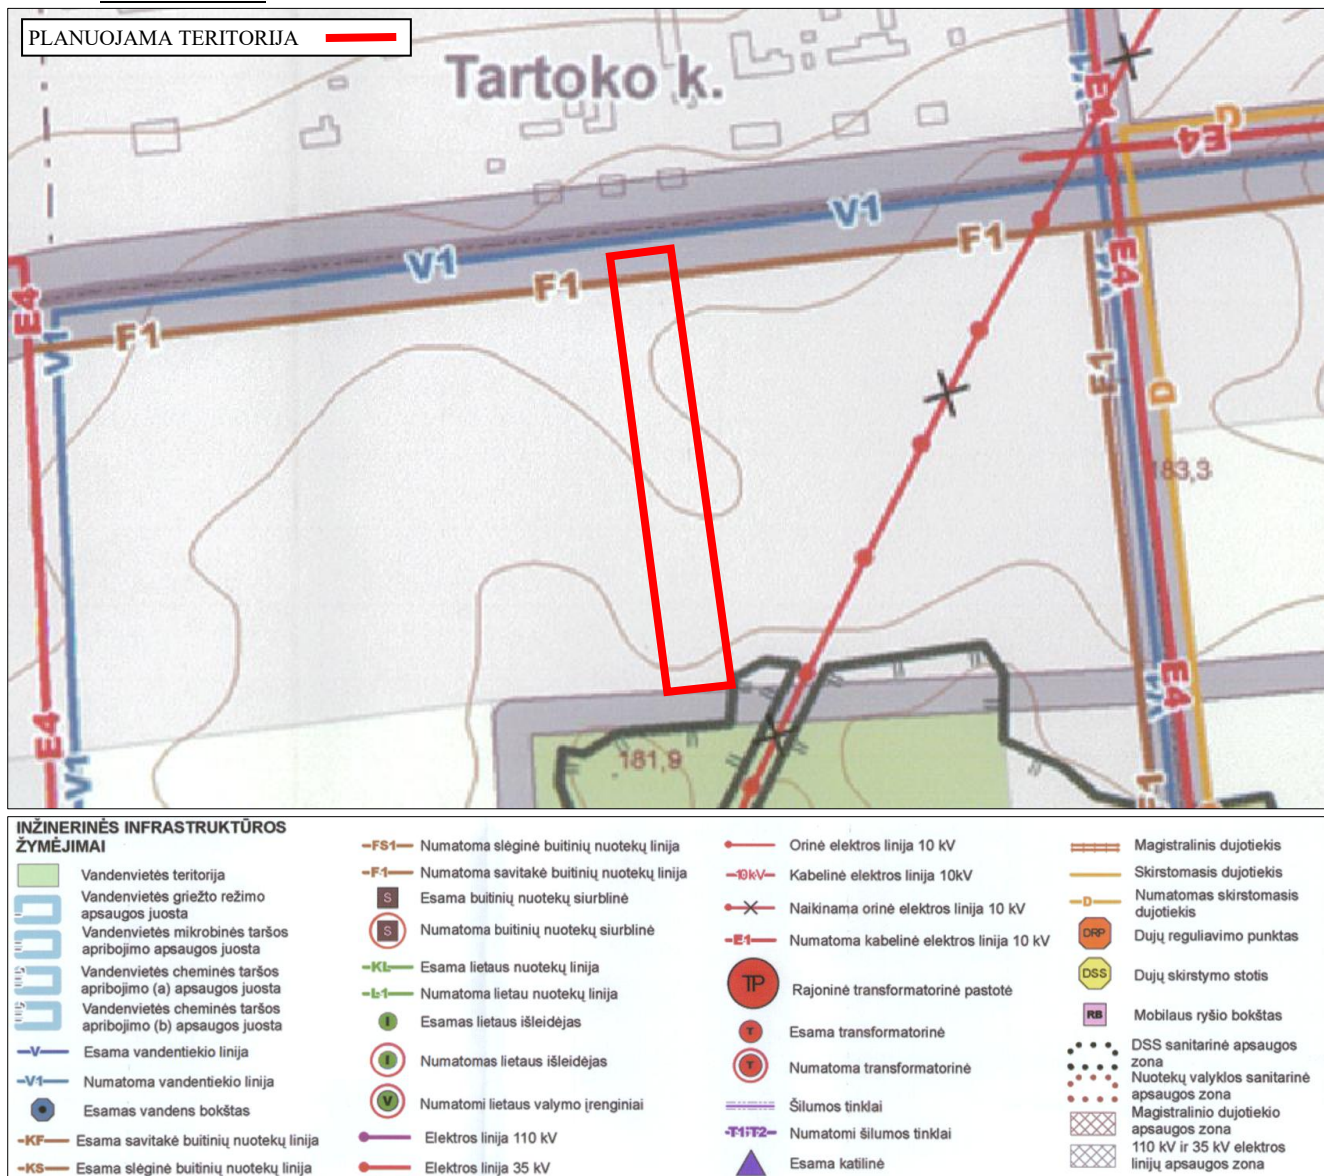 PLANUOJAMA TERITORIJA
Tartoko k.
V1
E4
E4
D
V1
V1
F1
F1
E4
V1
F1
E4
V1
F1
D
183,3
E4
V1
E4
V1
F1
181,9
INŽINERINĖS INFRASTRUKTŪROS
ŽYMĖJIMAI
Vandenvietės teritorija
Vandenvietės griežto režimo
apsaugos juosta
Vandenvietės mikrobinės taršos
apribojimo apsaugos juosta
Vandenvietės cheminės taršos
apribojimo (a) apsaugos juosta
Vandenvietės cheminės taršos
apribojimo (b) apsaugos juosta
V Esama vandentiekio linija
V1 Numatoma vandentiekio linija
Esamas vandens bokštas
KF Esama savitakė buitinių nuotekų linija
KS Esama slėginė buitinių nuotekų linija
FS1 Numatoma slėginė buitinių nuotekų linija
F1 Numatoma savitakė buitinių nuotekų linija
S Esama buitinių nuotekų siurblinė
S Numatoma buitinių nuotekų siurblinė
KL Esama lietaus nuotekų linija
L1 Numatoma lietau nuotekų linija
I Esamas lietaus išleidėjas
I Numatomas lietaus išleidėjas
V Numatomi lietaus valymo įrenginiai
Elektros linija 110 kV
Elektros linija 35 kV
Orinė elektros linija 10 kV
10kV Kabelinė elektros linija 10kV
Naikinama orinė elektros linija 10 kV
E1 Numatoma kabelinė elektros linija 10 kV
TP Rajoninė transformatorinė pastotė
T Esama transformatorinė
T Numatoma transformatorinė
Šilumos tinklai
T1;T2 Numatomi šilumos tinklai
Esama katilinė
Magistralinis dujotiekis
Skirstomasis dujotiekis
D Numatomas skirstomasis
dujotiekis
DRP Dujų reguliavimo punktas
DSS Dujų skirstymo stotis
RB Mobilaus ryšio bokštas
DSS sanitarinė apsaugos
zona
Nuotekų valyklos sanitarinė
apsaugos zona
Magistralinio dujotiekio
apsaugos zona
110 kV ir 35 kV elektros
linijų apsaugos zona